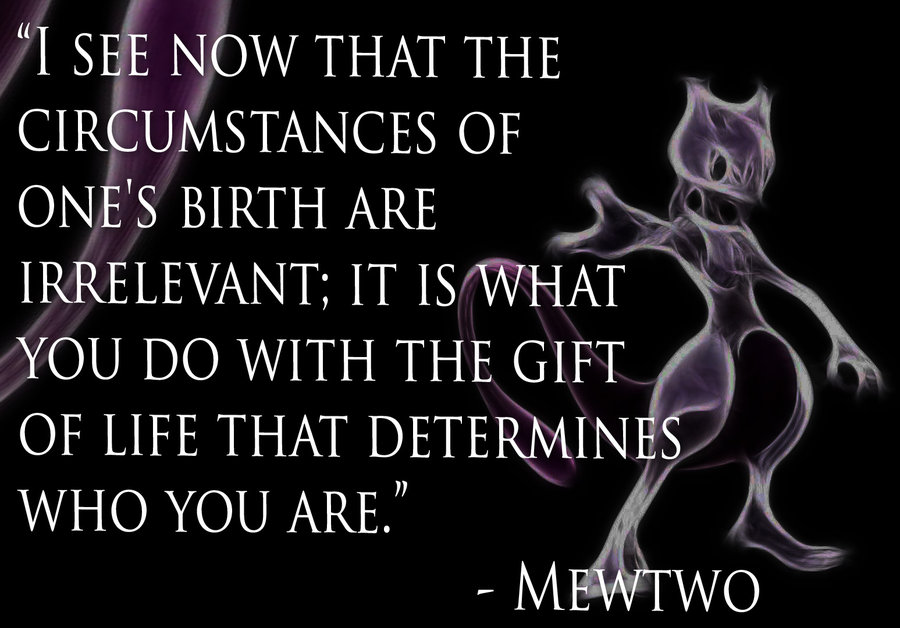 “I see now that the
circumstances of
one's birth are
irrelevant; it is what
you do with the gift
of life that determines
who you are.”
- Mewtwo